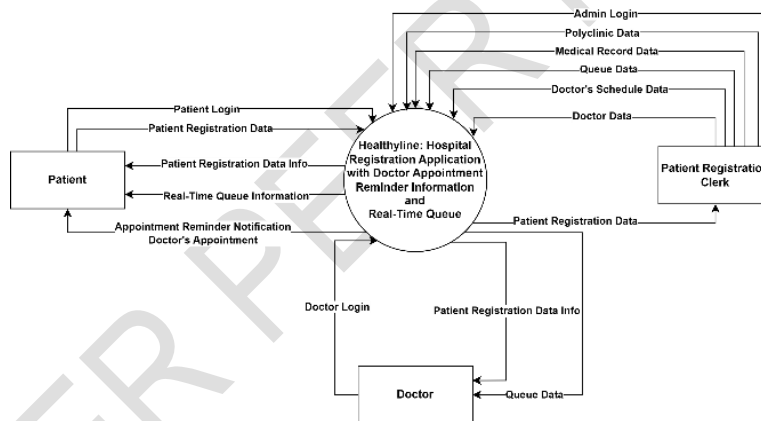 Admin Login
Polyclinic Data
Medical Record Data
Queue Data
Doctor's Schedule Data
Doctor Data
Patient Login
Patient Registration Data
Patient Registration Data Info
Real-Time Queue Information
Appointment Reminder Notification
Doctor's Appointment
Patient
Healthyline: Hospital
Registration Application
with Doctor Appointment
Reminder Information
and
Real-Time Queue
Patient Registration
Clerk
Patient Registration Data
Doctor Login
Patient Registration Data Info
Doctor
Queue Data